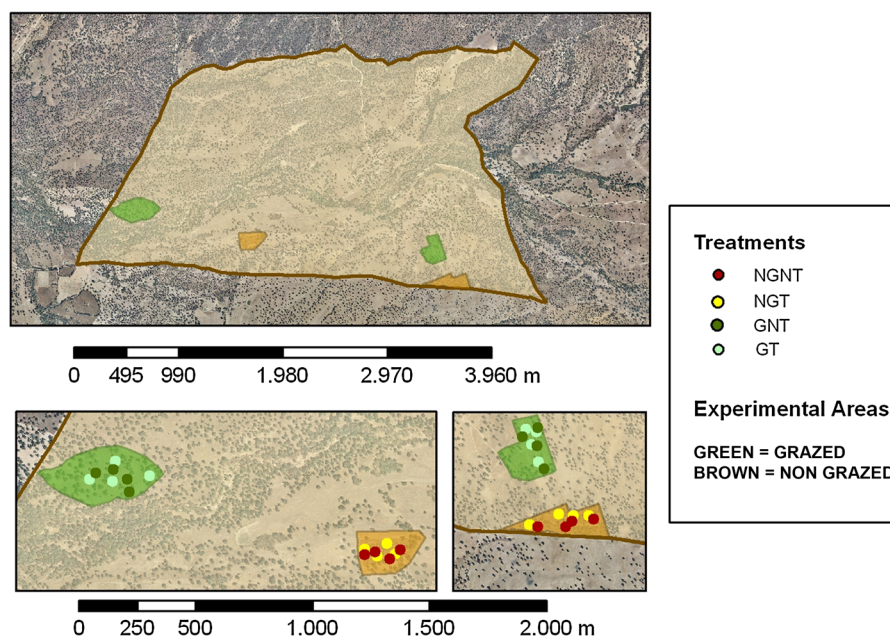 0 495 990 1.980 2.970 3.960 m
0 250 500 1.000 1.500 2.000 m
Treatments
NGNT
NGT
GNT
GT
Experimental Areas
GREEN = GRAZED
BROWN = NON GRAZED